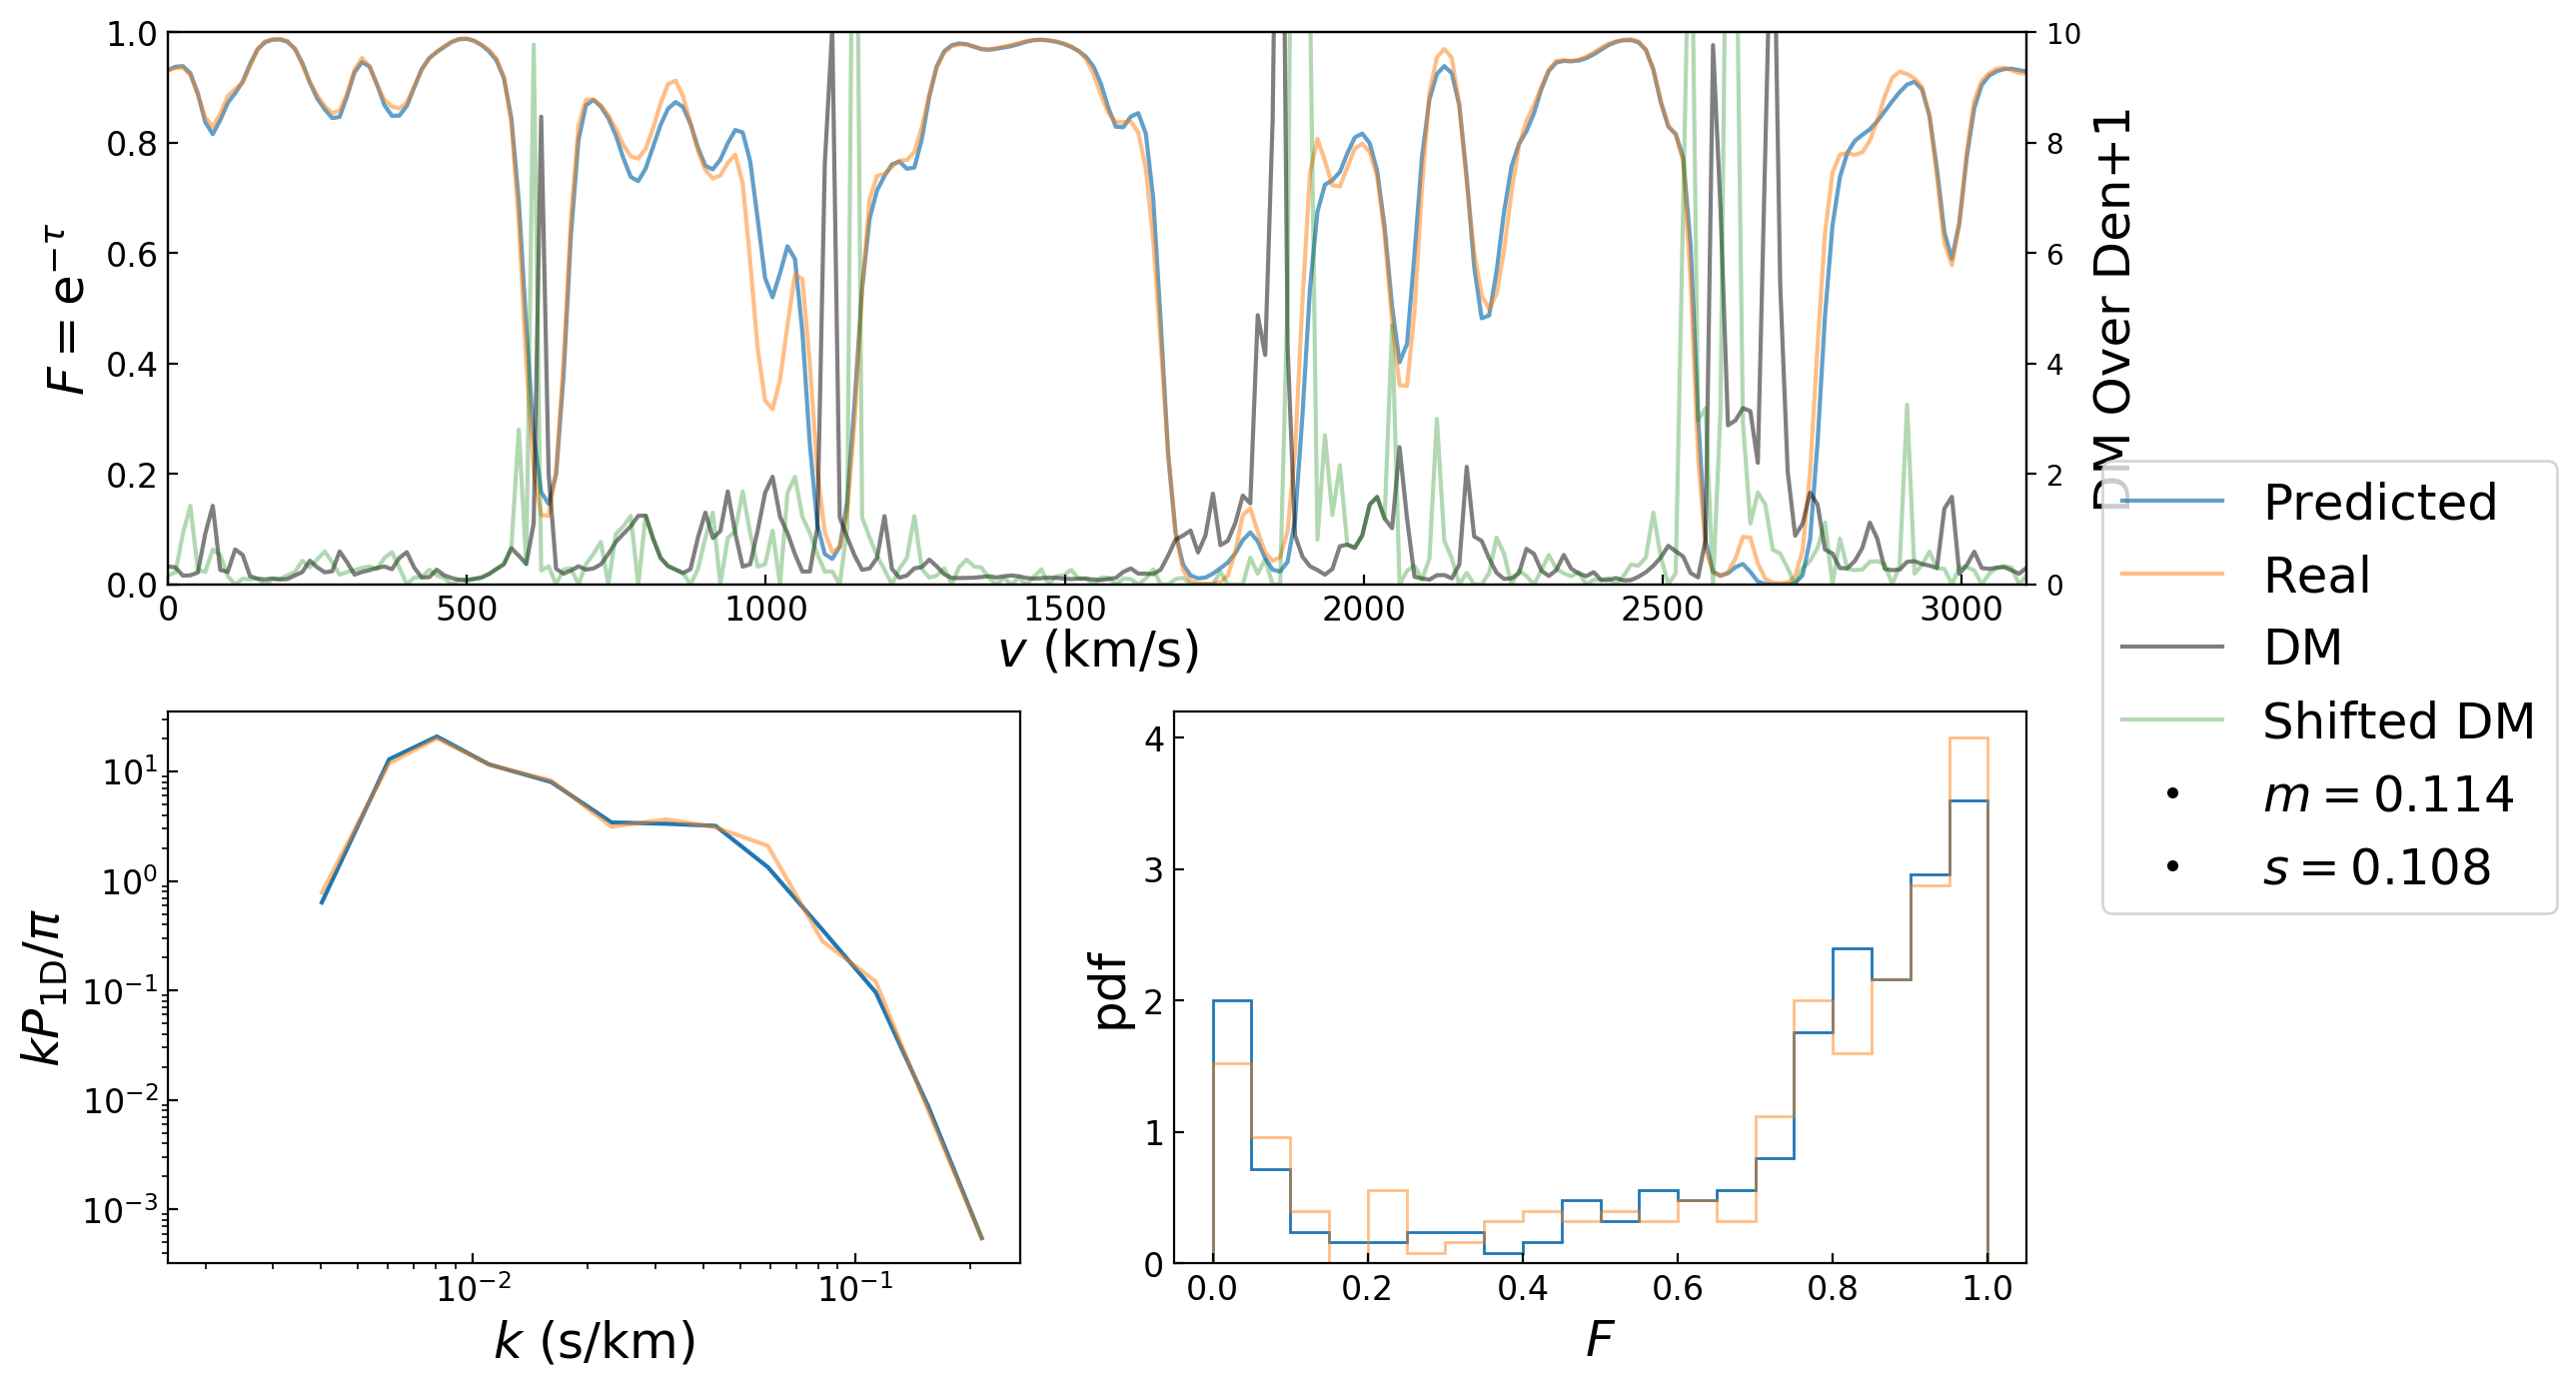 1.0
0.8
0.6
0.4
0.2
0.0
F = e^{-τ}
10
8
6
4
2
0
DM Over Den+1
0 500 1000 1500 2000 2500 3000
v (km/s)
Predicted
Real
DM
Shifted DM
m = 0.114
s = 0.108
10^1
10^0
10^{-1}
10^{-2}
10^{-3}
kP_{1D}/π
10^{-2} 10^{-1}
k (s/km)
4
3
2
1
0
pdf
0.0 0.2 0.4 0.6 0.8 1.0
F